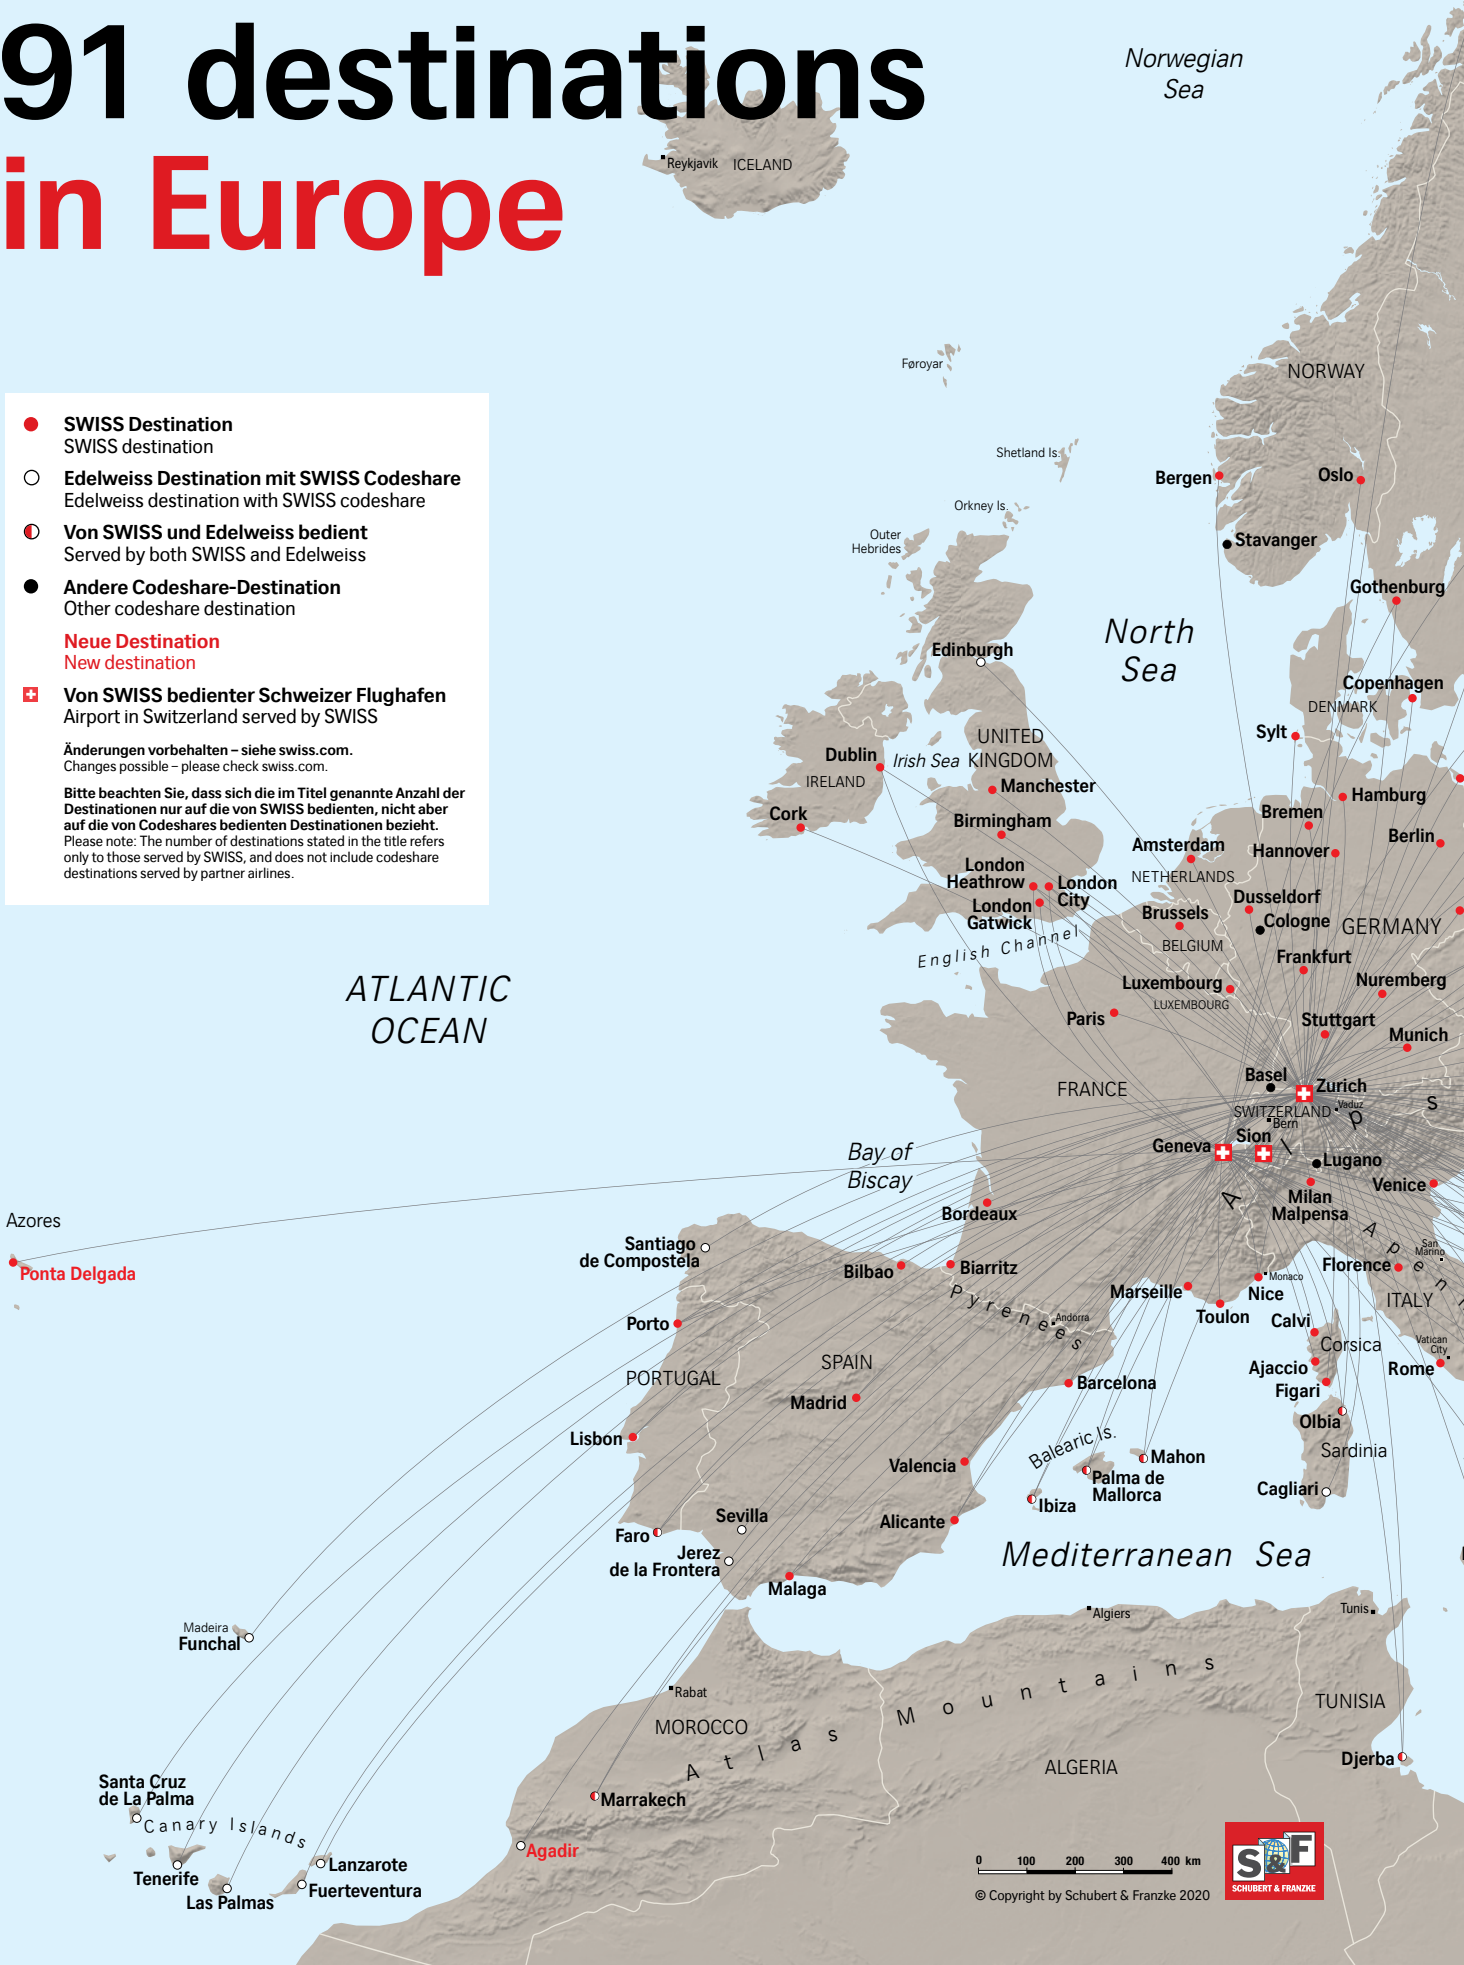 91 destinations
in Europe
Norwegian
Sea
Reykjavik
ICELAND
Føroyar
NORWAY
SWISS Destination
SWISS destination
Edelweiss Destination mit SWISS Codeshare
Edelweiss destination with SWISS codeshare
Von SWISS und Edelweiss bedient
Served by both SWISS and Edelweiss
Andere Codeshare-Destination
Other codeshare destination
Neue Destination
New destination
Von SWISS bedienter Schweizer Flughafen
Airport in Switzerland served by SWISS
Änderungen vorbehalten – siehe swiss.com.
Changes possible – please check swiss.com.
Bitte beachten Sie, dass sich die im Titel genannte Anzahl der
Destinationen nur auf die von SWISS bedienten, nicht aber
auf die von Codeshares bedienten Destinationen bezieht.
Please note: The number of destinations stated in the title refers
only to those served by SWISS, and does not include codeshare
destinations served by partner airlines.
Shetland Is.
Bergen
Oslo
Orkney Is.
Outer
Hebrides
Stavanger
Gothenburg
North
Sea
Edinburgh
Copenhagen
DENMARK
Sylt
UNITED
KINGDOM
Dublin
Irish Sea
IRELAND
Manchester
Hamburg
Cork
Birmingham
Bremen
Berlin
Amsterdam
Hannover
London
Heathrow
London
City
NETHERLANDS
London
Gatwick
Dusseldorf
Brussels
Cologne
GERMANY
English Channel
BELGIUM
Frankfurt
ATLANTIC
OCEAN
Luxembourg
LUXEMBOURG
Nuremberg
Paris
Stuttgart
Munich
FRANCE
Basel
Zurich
SWITZERLAND
Vaduz
Bern
Alps
Bay of
Biscay
Geneva
Sion
Lugano
Milan
Malpensa
Venice
Azores
Ponta Delgada
Bordeaux
Santiago
de Compostela
Bilbao
Biarritz
Apenn
San
Marino
Florence
Pyrenees
Andorra
Marseille
Monaco
Nice
Toulon
ITALY
Calvi
Corsica
Porto
SPAIN
PORTUGAL
Ajaccio
Vatican
City
Rome
Figari
Barcelona
Madrid
Olbia
Lisbon
Balearic Is.
Sardinia
Valencia
Mahon
Palma de
Mallorca
Cagliari
Ibiza
Sevilla
Alicante
Faro
Jerez
de la Frontera
Malaga
Mediterranean Sea
Algiers
Tunis
Madeira
Funchal
Rabat
MOROCCO
Atlas Mountains
TUNISIA
ALGERIA
Djerba
Santa Cruz
de La Palma
Canary Islands
Marrakech
Agadir
Lanzarote
Tenerife
Fuerteventura
Las Palmas
0 100 200 300 400 km
© Copyright by Schubert & Franzke 2020
S&F
SCHUBERT & FRANZKE